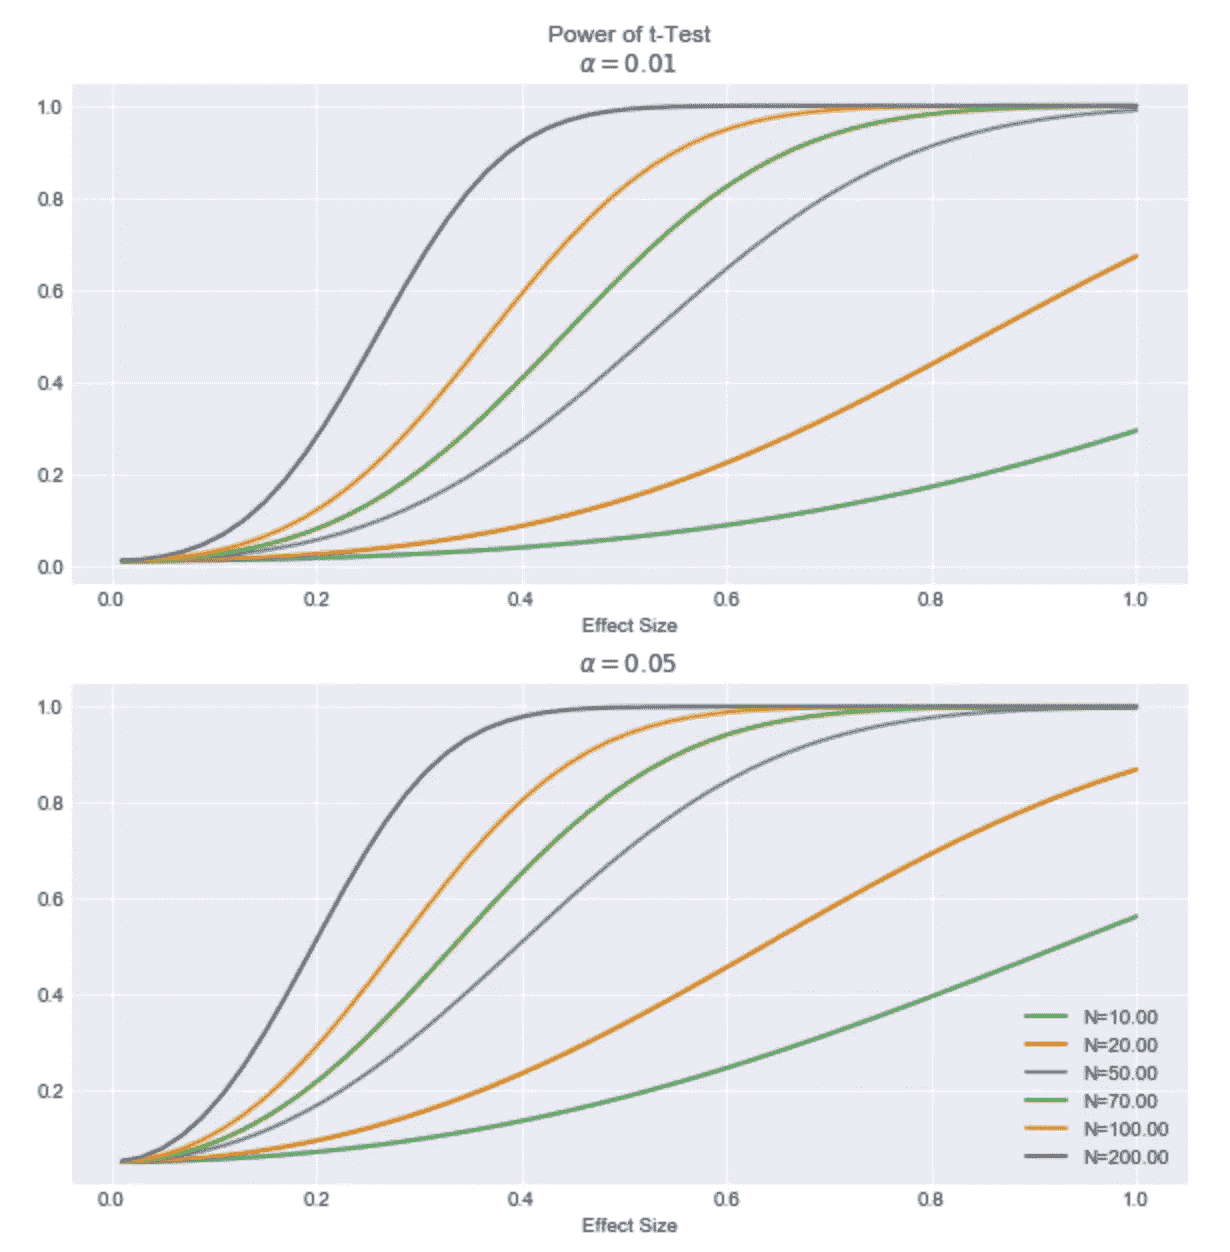 Power of t-Test
α = 0.01
1.0
0.8
0.6
0.4
0.2
0.0
0.0 0.2 0.4 0.6 0.8 1.0
Effect Size
α = 0.05
1.0
0.8
0.6
0.4
0.2
N=10.00
N=20.00
N=50.00
N=70.00
N=100.00
N=200.00
0.0 0.2 0.4 0.6 0.8 1.0
Effect Size